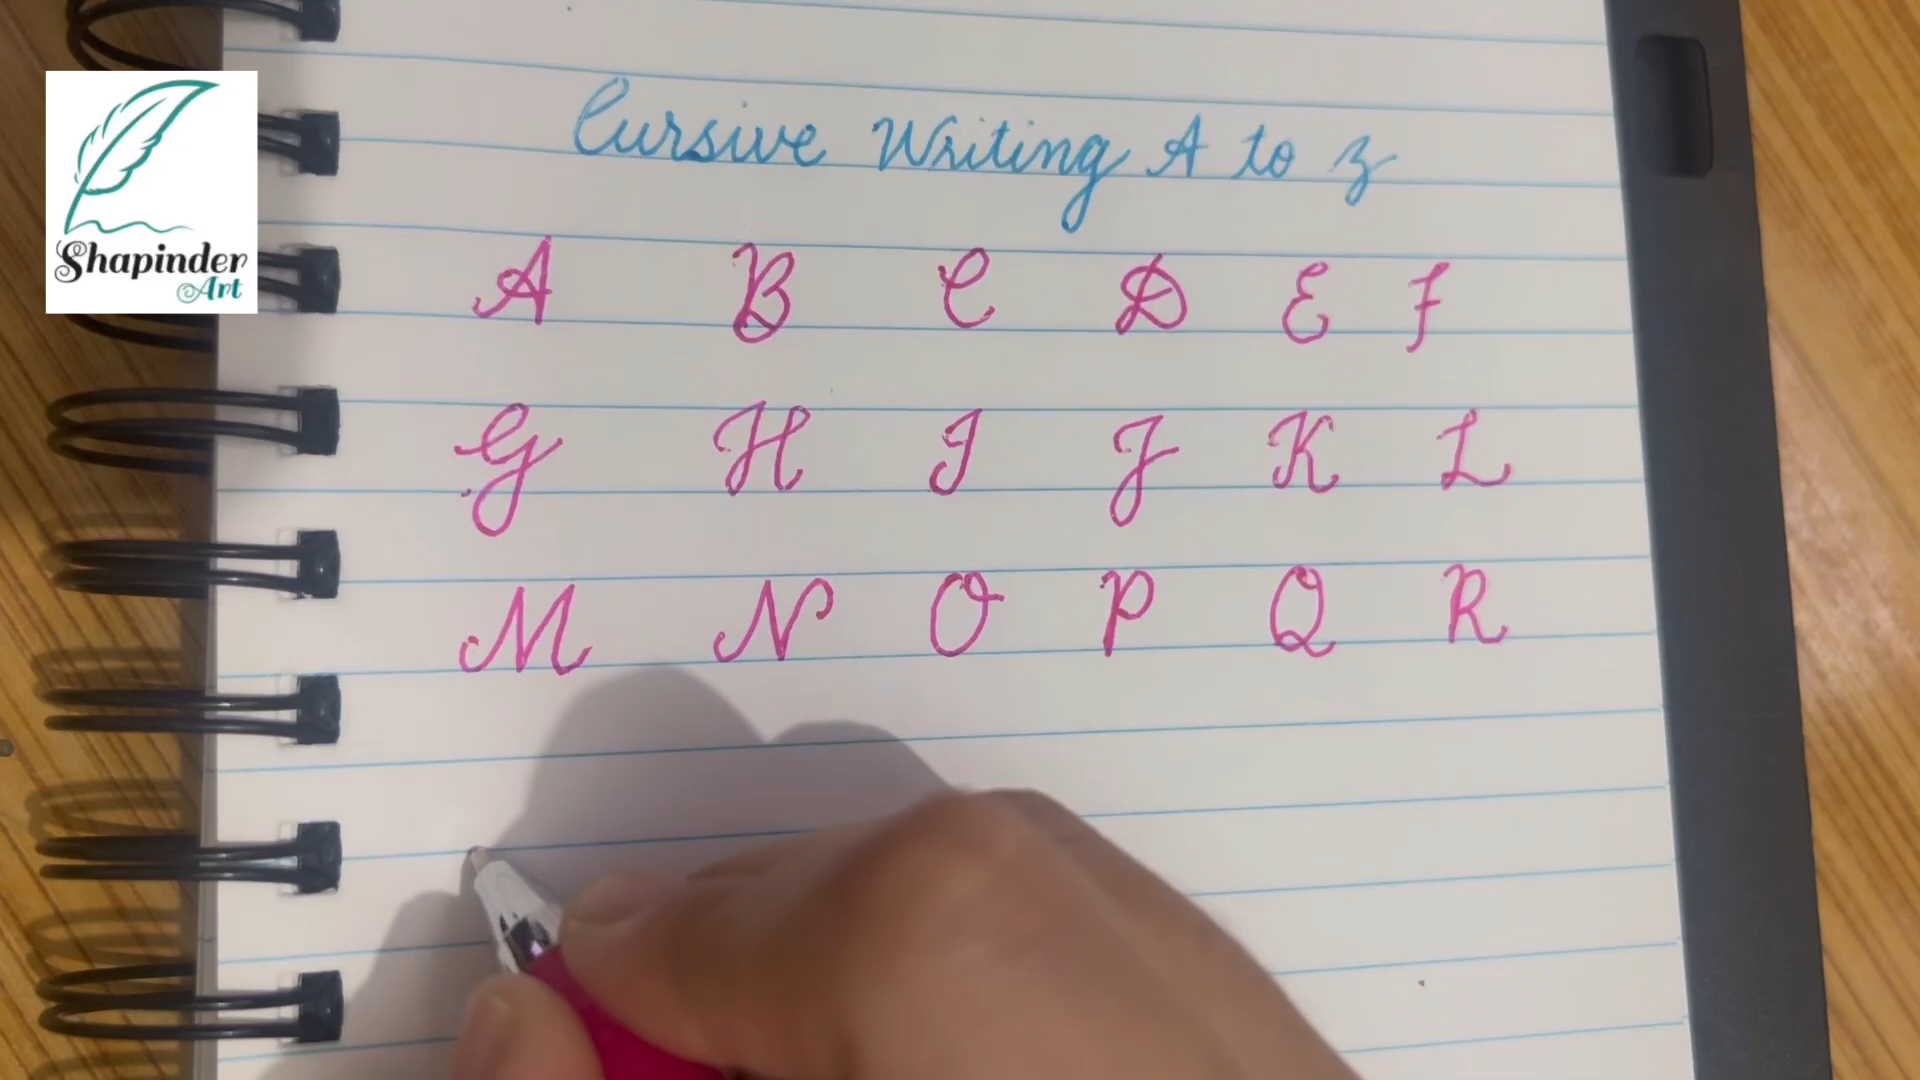 Shapinder
Art
Cursive Writing A to z
A B C D E F
G H I J K L
M N O P Q R